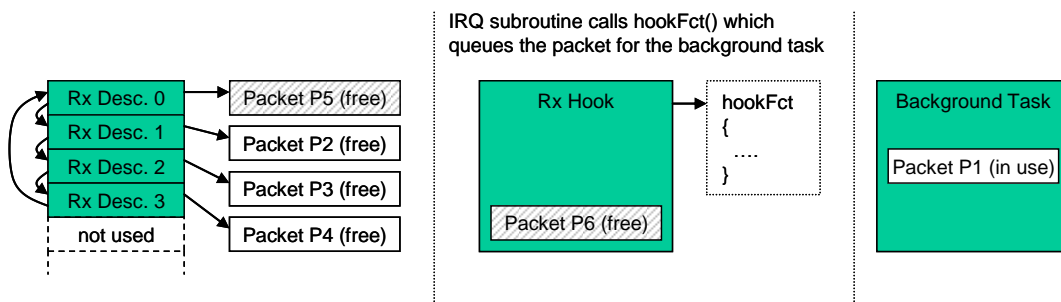 IRQ subroutine calls hookFct() which
queues the packet for the background task
Rx Desc. 0
Rx Desc. 1
Rx Desc. 2
Rx Desc. 3
not used
Packet P5 (free)
Packet P2 (free)
Packet P3 (free)
Packet P4 (free)
Rx Hook
Packet P6 (free)
hookFct
{
....
}
Background Task
Packet P1 (in use)